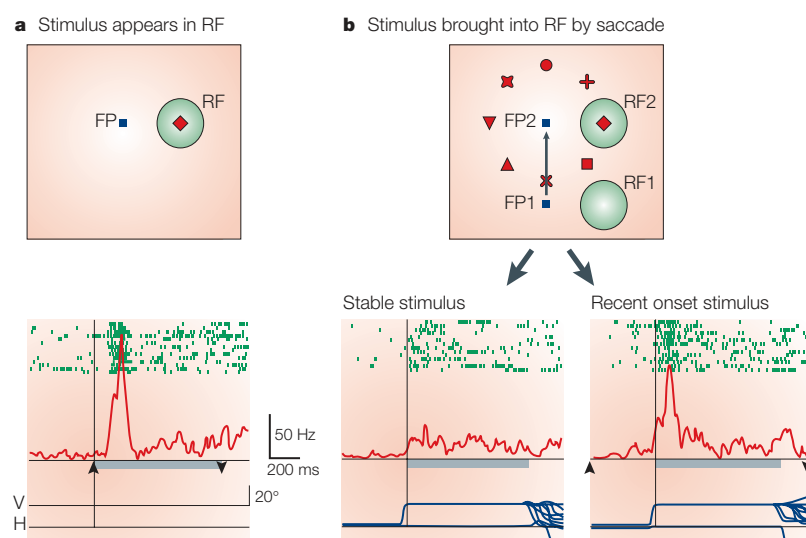 a Stimulus appears in RF
b Stimulus brought into RF by saccade
FP
RF
FP2
RF2
FP1
RF1
Stable stimulus
Recent onset stimulus
50 Hz
200 ms
20°
V
H